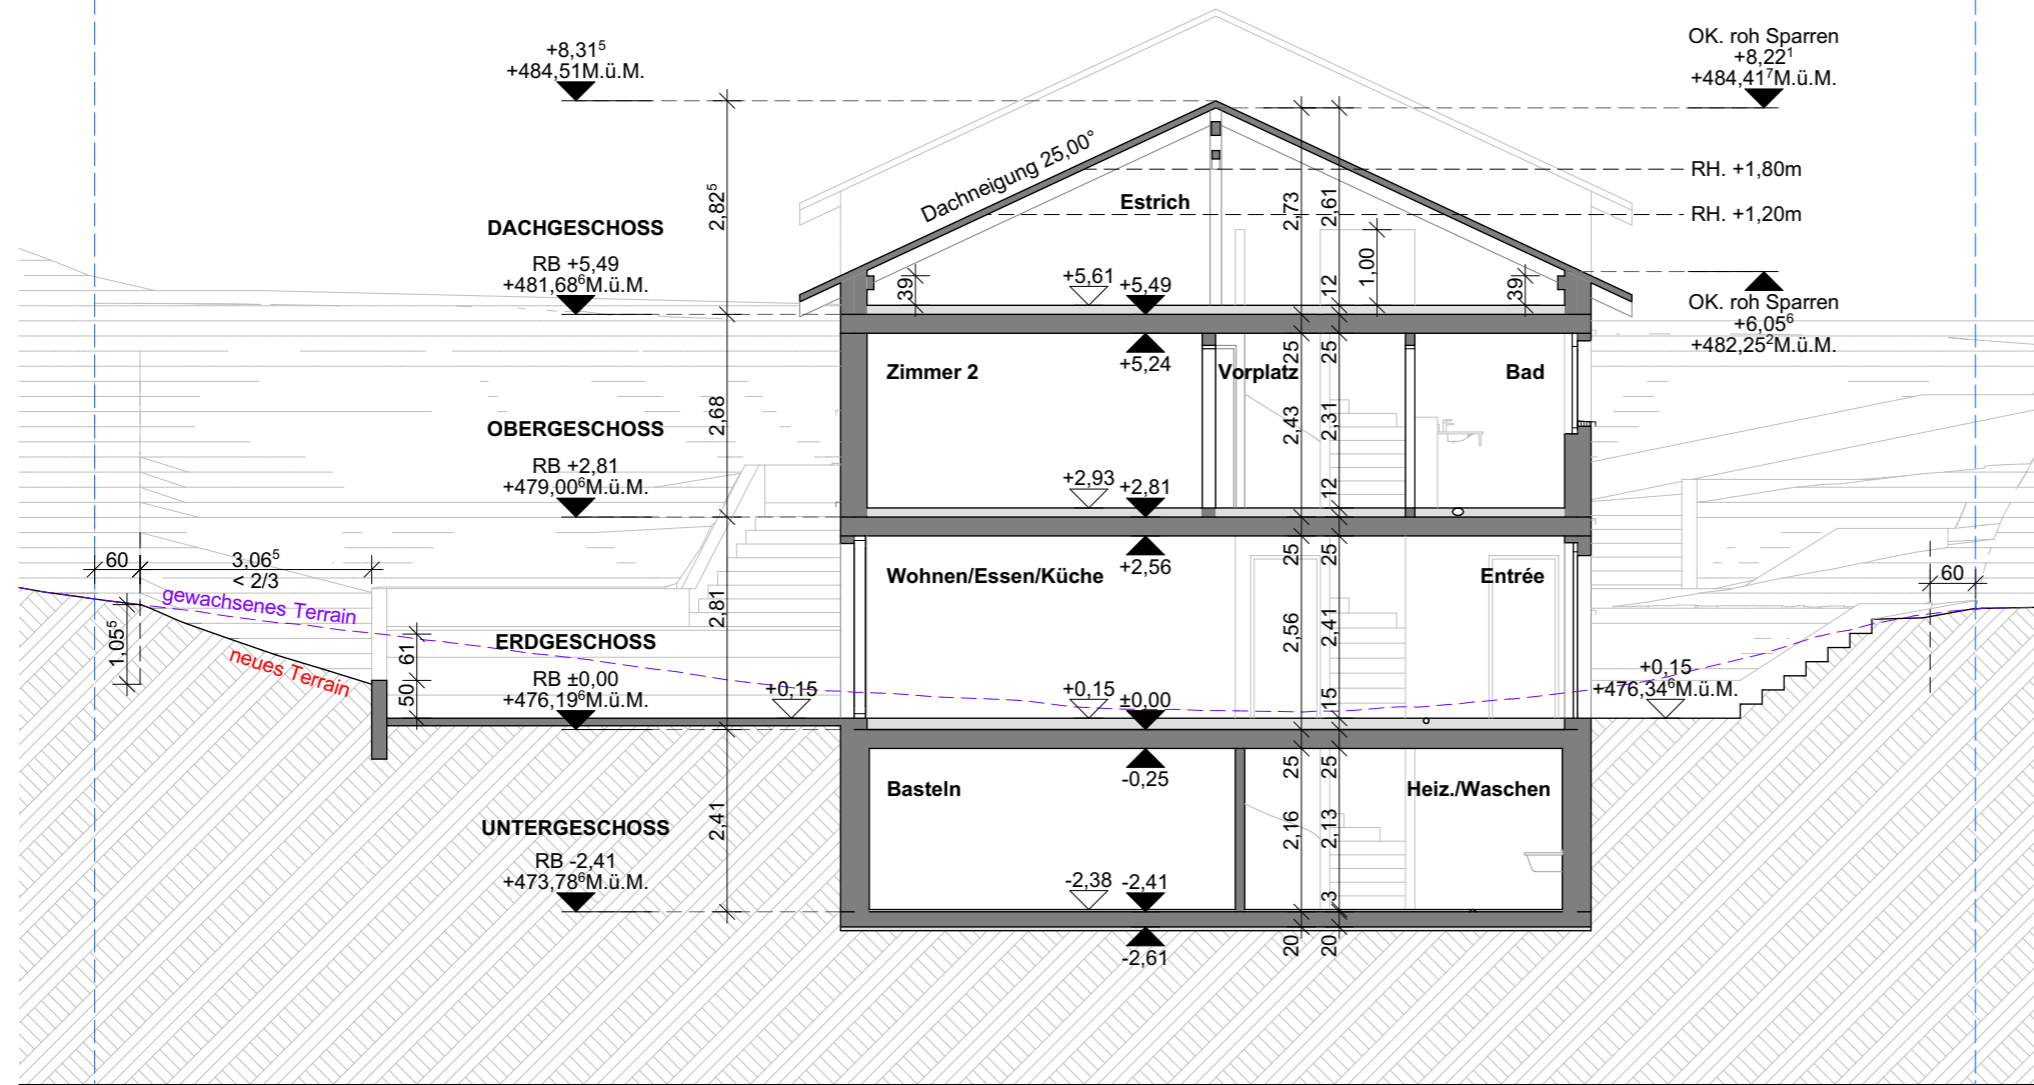 +8,31⁵
+484,51M.ü.M.
OK. roh Sparren
+8,22¹
+484,41⁷M.ü.M.
Dachneigung 25,00°
RH. +1,80m
RH. +1,20m
Estrich
2,82⁵
2,73
2,61
1,00
DACHGESCHOSS
RB +5,49
+481,68⁶M.ü.M.
39
+5,61
+5,49
12
39
OK. roh Sparren
+6,05⁶
+482,25²M.ü.M.
+5,24
25
25
Zimmer 2
Vorplatz
Bad
2,68
2,43
2,31
OBERGESCHOSS
RB +2,81
+479,00⁶M.ü.M.
+2,93
+2,81
12
60
3,06⁵
< 2/3
+2,56
25
25
Wohnen/Essen/Küche
Entrée
60
gewachsenes Terrain
2,81
2,56
2,41
1,05⁵
61
neues Terrain
50
ERDGESCHOSS
RB ±0,00
+476,19⁶M.ü.M.
+0,15
+0,15
±0,00
15
+0,15
+476,34⁶M.ü.M.
-0,25
25
25
Basteln
Heiz./Waschen
2,41
2,16
2,13
UNTERGESCHOSS
RB -2,41
+473,78⁶M.ü.M.
-2,38
-2,41
3
-2,61
20
20